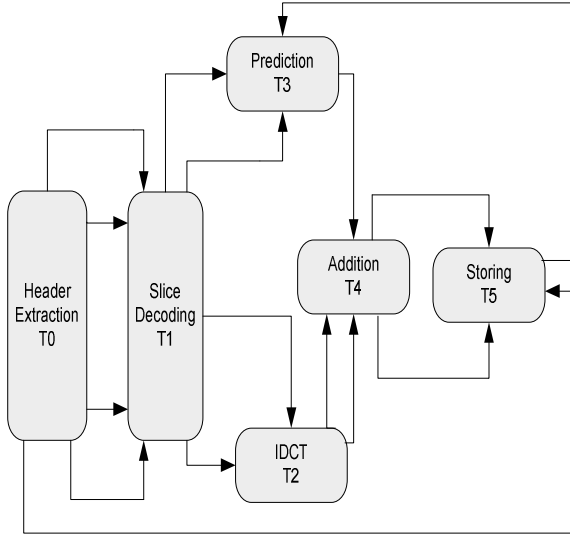 Prediction
T3
Header
Extraction
T0
Slice
Decoding
T1
Addition
T4
Storing
T5
IDCT
T2